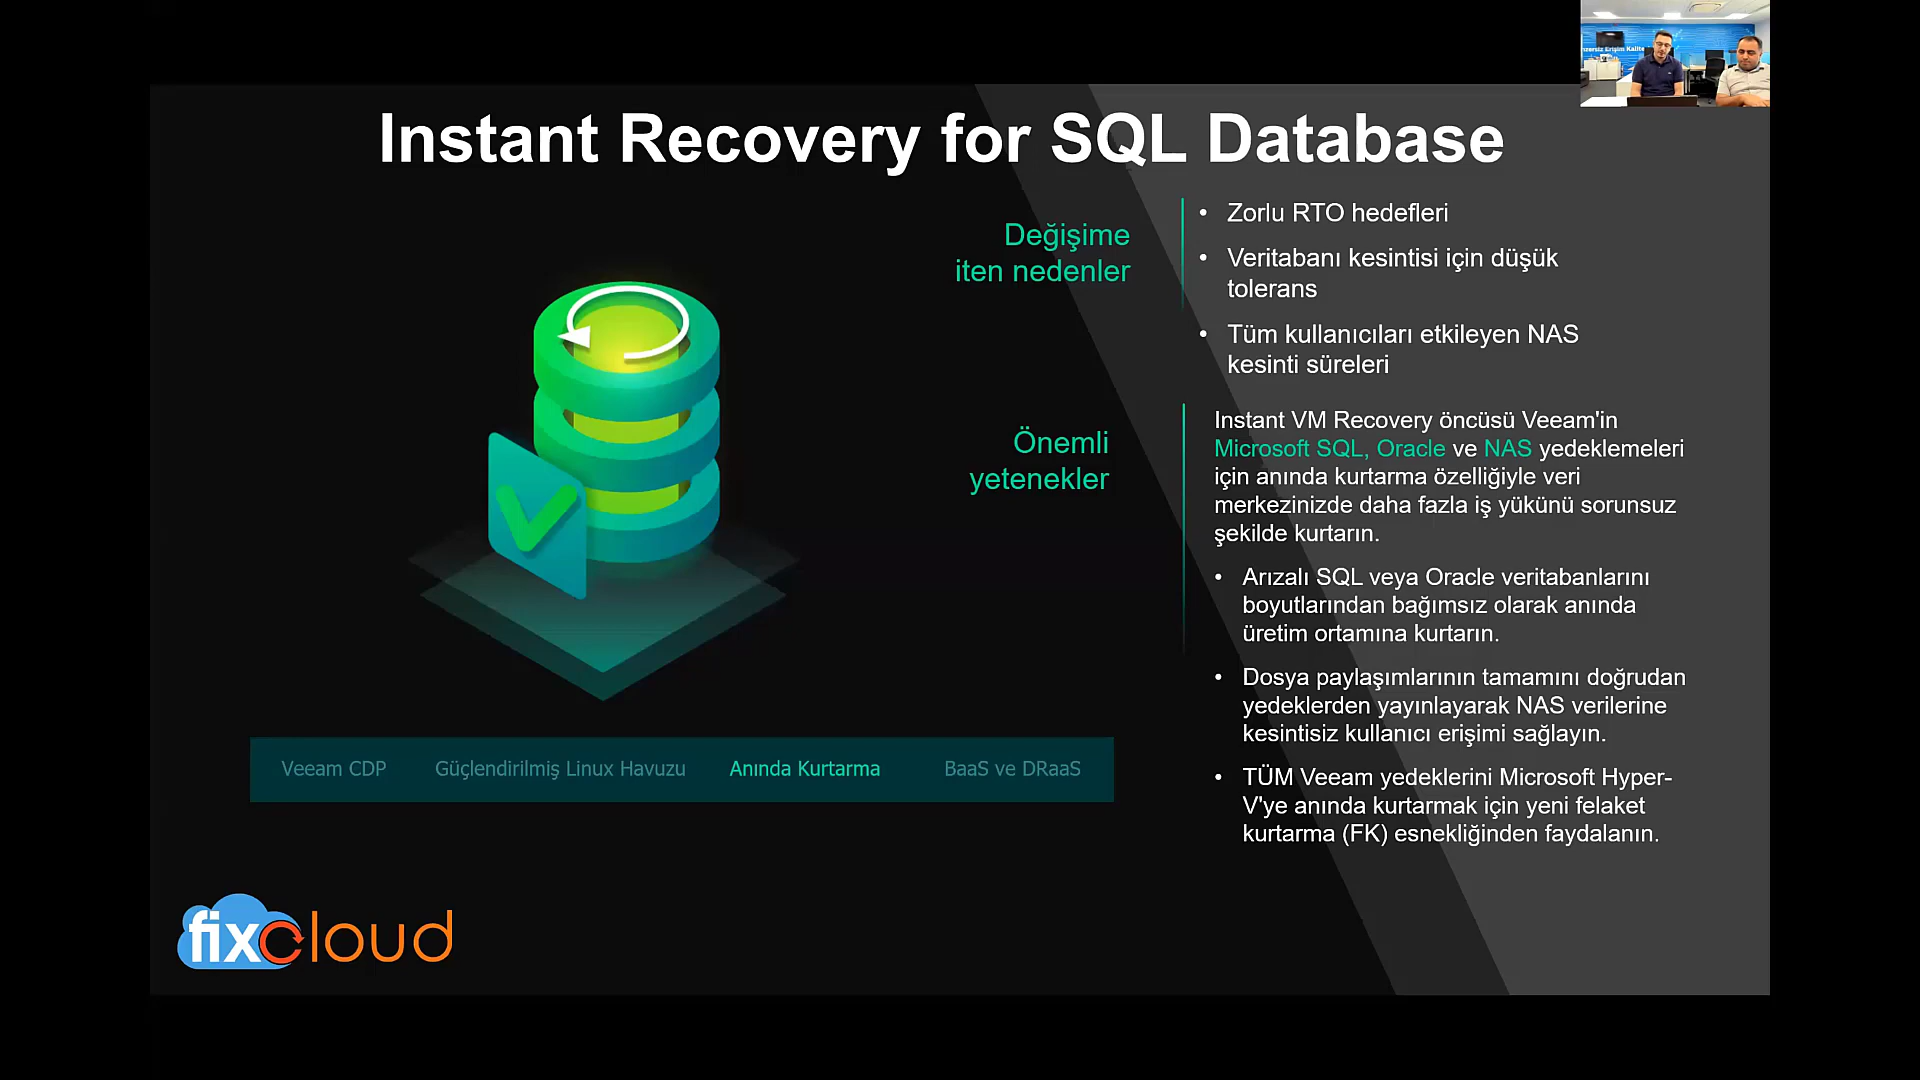 Instant Recovery for SQL Database
Değişime
iten nedenler
• Zorlu RTO hedefleri
• Veritabanı kesintisi için düşük
tolerans
• Tüm kullanıcıları etkileyen NAS
kesinti süreleri
Önemli
yetenekler
Instant VM Recovery öncüsü Veeam'in
Microsoft SQL, Oracle ve NAS yedeklemeleri
için anında kurtarma özelliğiyle veri
merkezinizde daha fazla iş yükünü sorunsuz
şekilde kurtarın.
• Arızalı SQL veya Oracle veritabanlarını
boyutlarından bağımsız olarak anında
üretim ortamına kurtarın.
• Dosya paylaşımlarının tamamını doğrudan
yedeklerden yayınlayarak NAS verilerine
kesintisiz kullanıcı erişimi sağlayın.
• TÜM Veeam yedeklerini Microsoft Hyper-
V'ye anında kurtarmak için yeni felaket
kurtarma (FK) esnekliğinden faydalanın.
Veeam CDP Güçlendirilmiş Linux Havuzu Anında Kurtarma BaaS ve DRaaS
fixcloud